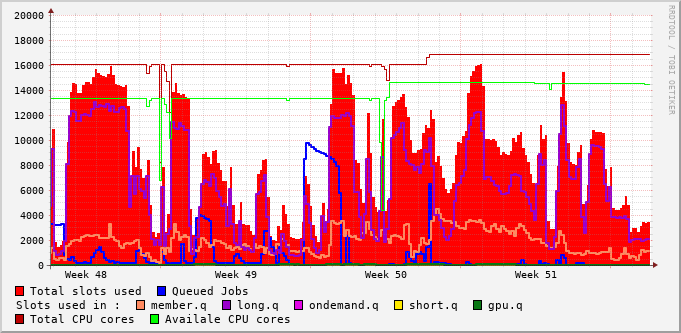 20000
18000
16000
14000
12000
10000
8000
6000
4000
2000
0
Week 48 Week 49 Week 50 Week 51
Total slots used Queued Jobs
Slots used in : member.q long.q ondemand.q short.q gpu.q
Total CPU cores Availale CPU cores
RRDTOOL / TOBI OETIKER